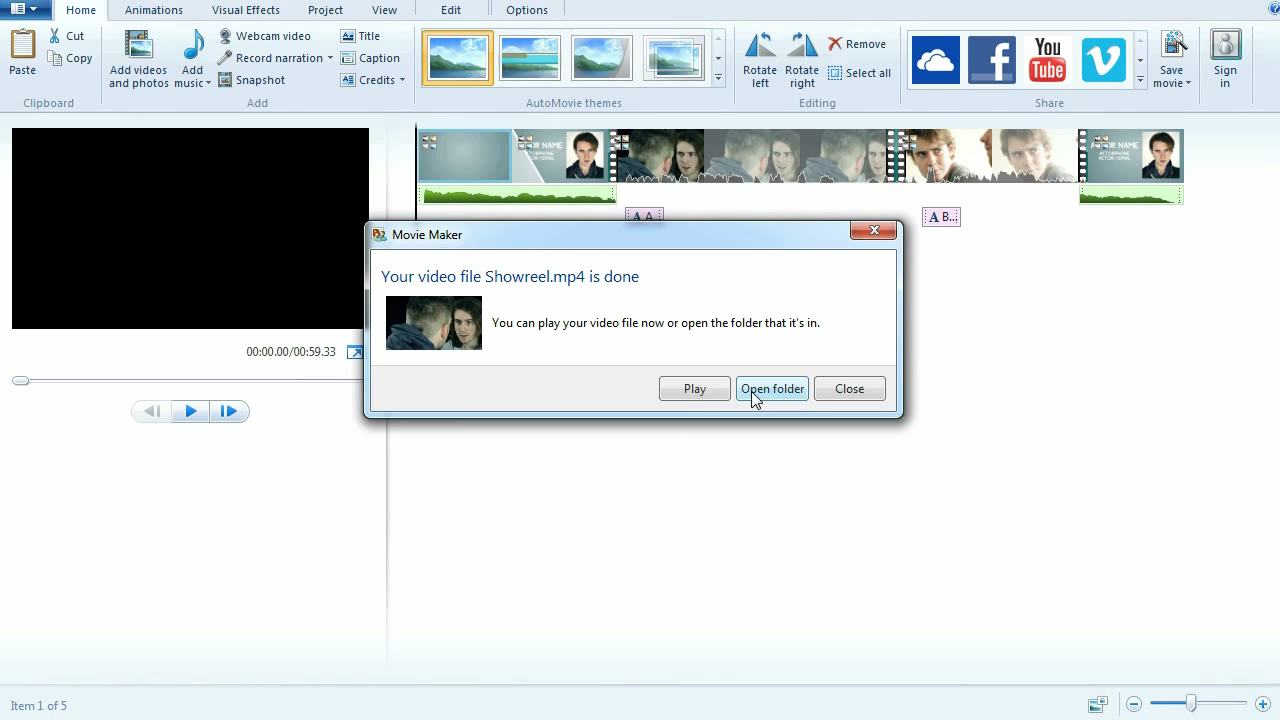 Home
Animations
Visual Effects
Project
View
Edit
Options
Paste
Cut
Copy
Clipboard
Add videos
and photos
Add
music
Webcam video
Record narration
Snapshot
Title
Caption
Credits
Add
AutoMovie themes
Rotate
left
Rotate
right
Remove
Select all
Editing
You
Tube
Share
Save
movie
Sign
in
ACTORPHONE
ACTOR EMAIL
A A..
A B...
Movie Maker
Your video file Showreel.mp4 is done
You can play your video file now or open the folder that it's in.
Play
Open folder
Close
00:00.00/00:59.33
Item 1 of 5